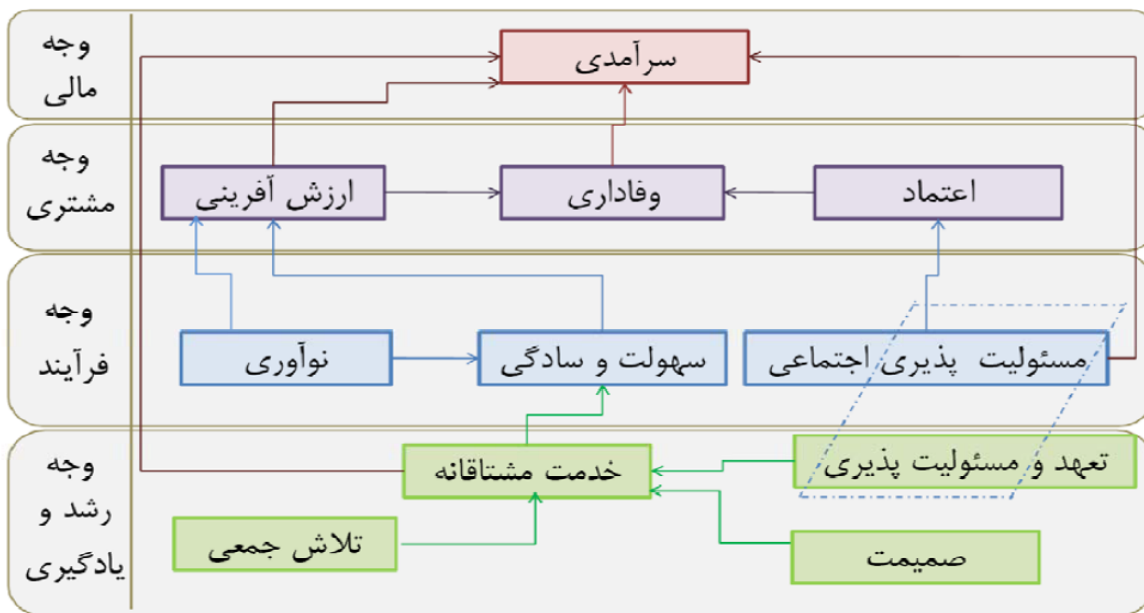 وجه
مالی
سرآمدی
وجه
مشتری
اعتماد
وفاداری
ارزش آفرینی
وجه
فرآیند
مسئولیت پذیری اجتماعی
سهولت و سادگی
نوآوری
وجه
رشد و
یادگیری
تعهد و مسئولیت پذیری
خدمت مشتاقانه
صمیمت
تلاش جمعی